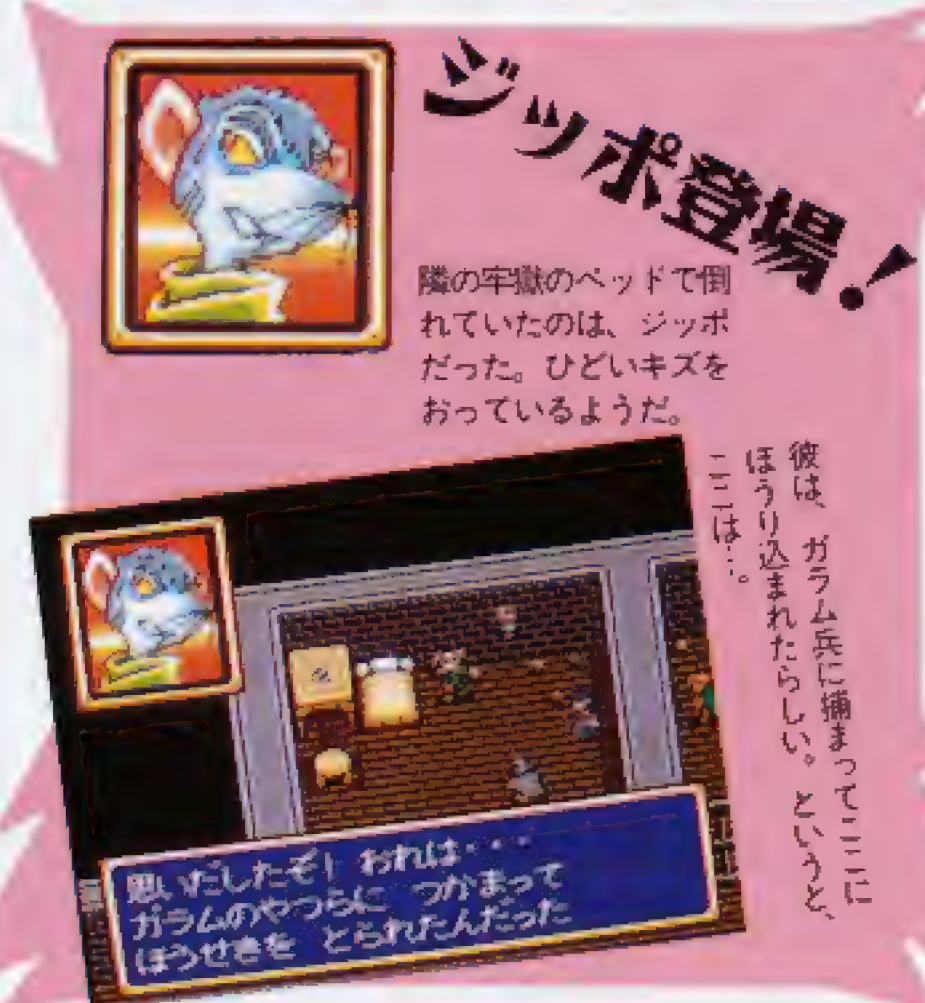 ジッポ登場!
隣の牢獄のベッドで倒
れていたのは、ジッポ
だった。ひどいキズを
おっているようだ。
彼は、ガラム兵に捕まってここに
ほうり込まれたらしい。というと、
ここは…。
思いだしたぞ! おれは・・・
ガラムのやつらに つかまって
ほうせきを とられたんだった